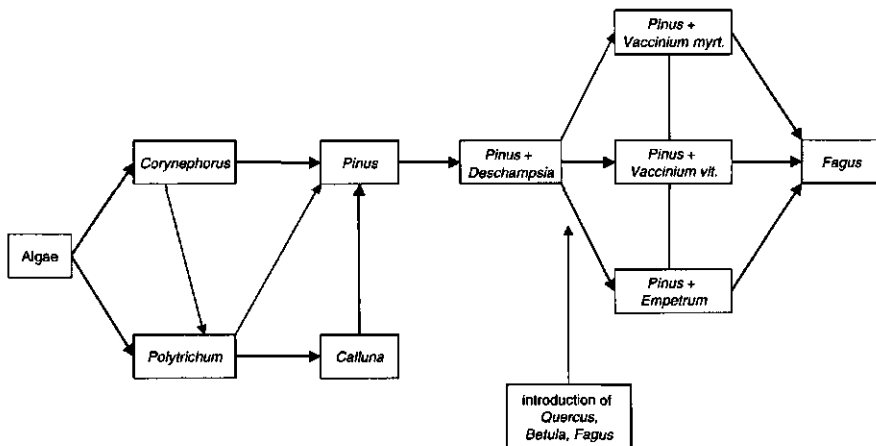 Pinus +
Vaccinium myrt.
Corynephorus
Pinus
Pinus +
Deschampsia
Pinus +
Vaccinium vit.
Fagus
Algae
Pinus +
Empetrum
Polytrichum
Calluna
introduction of
Quercus,
Betula, Fagus